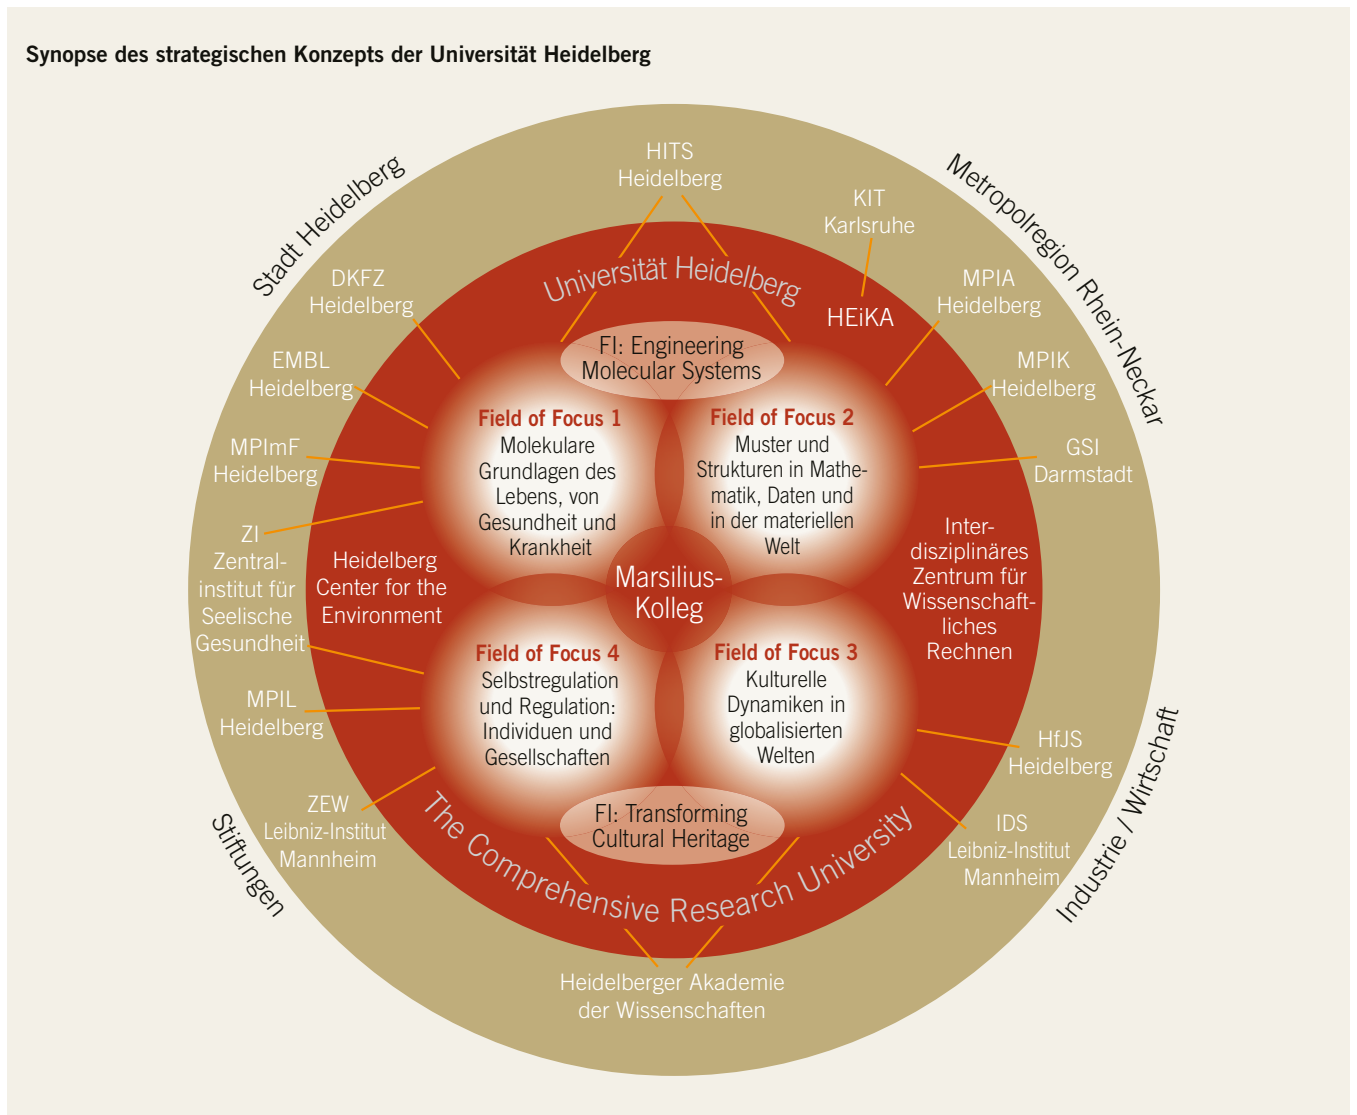 Synopse des strategischen Konzepts der Universität Heidelberg
Stadt Heidelberg
Metropolregion Rhein-Neckar
HITS
Heidelberg
KIT
Karlsruhe
Universität Heidelberg
HEiKA
DKFZ
Heidelberg
MPIA
Heidelberg
EMBL
Heidelberg
MPIK
Heidelberg
MPImF
Heidelberg
GSI
Darmstadt
FI: Engineering
Molecular Systems
Field of Focus 1
Molekulare
Grundlagen des
Lebens, von
Gesundheit und
Krankheit
Field of Focus 2
Muster und
Strukturen in Mathe-
matik, Daten und
in der materiellen
Welt
ZI
Zentral-
institut für
Seelische
Gesundheit
Heidelberg
Center for the
Environment
Marsilius-
Kolleg
Inter-
disziplinäres
Zentrum für
Wissenschaft-
liches
Rechnen
Field of Focus 4
Selbstregulation
und Regulation:
Individuen und
Gesellschaften
Field of Focus 3
Kulturelle
Dynamiken in
globalisierten
Welten
MPIL
Heidelberg
HfJS
Heidelberg
ZEW
Leibniz-Institut
Mannheim
FI: Transforming
Cultural Heritage
IDS
Leibniz-Institut
Mannheim
The Comprehensive Research University
Heidelberger Akademie
der Wissenschaften
Stiftungen
Industrie / Wirtschaft